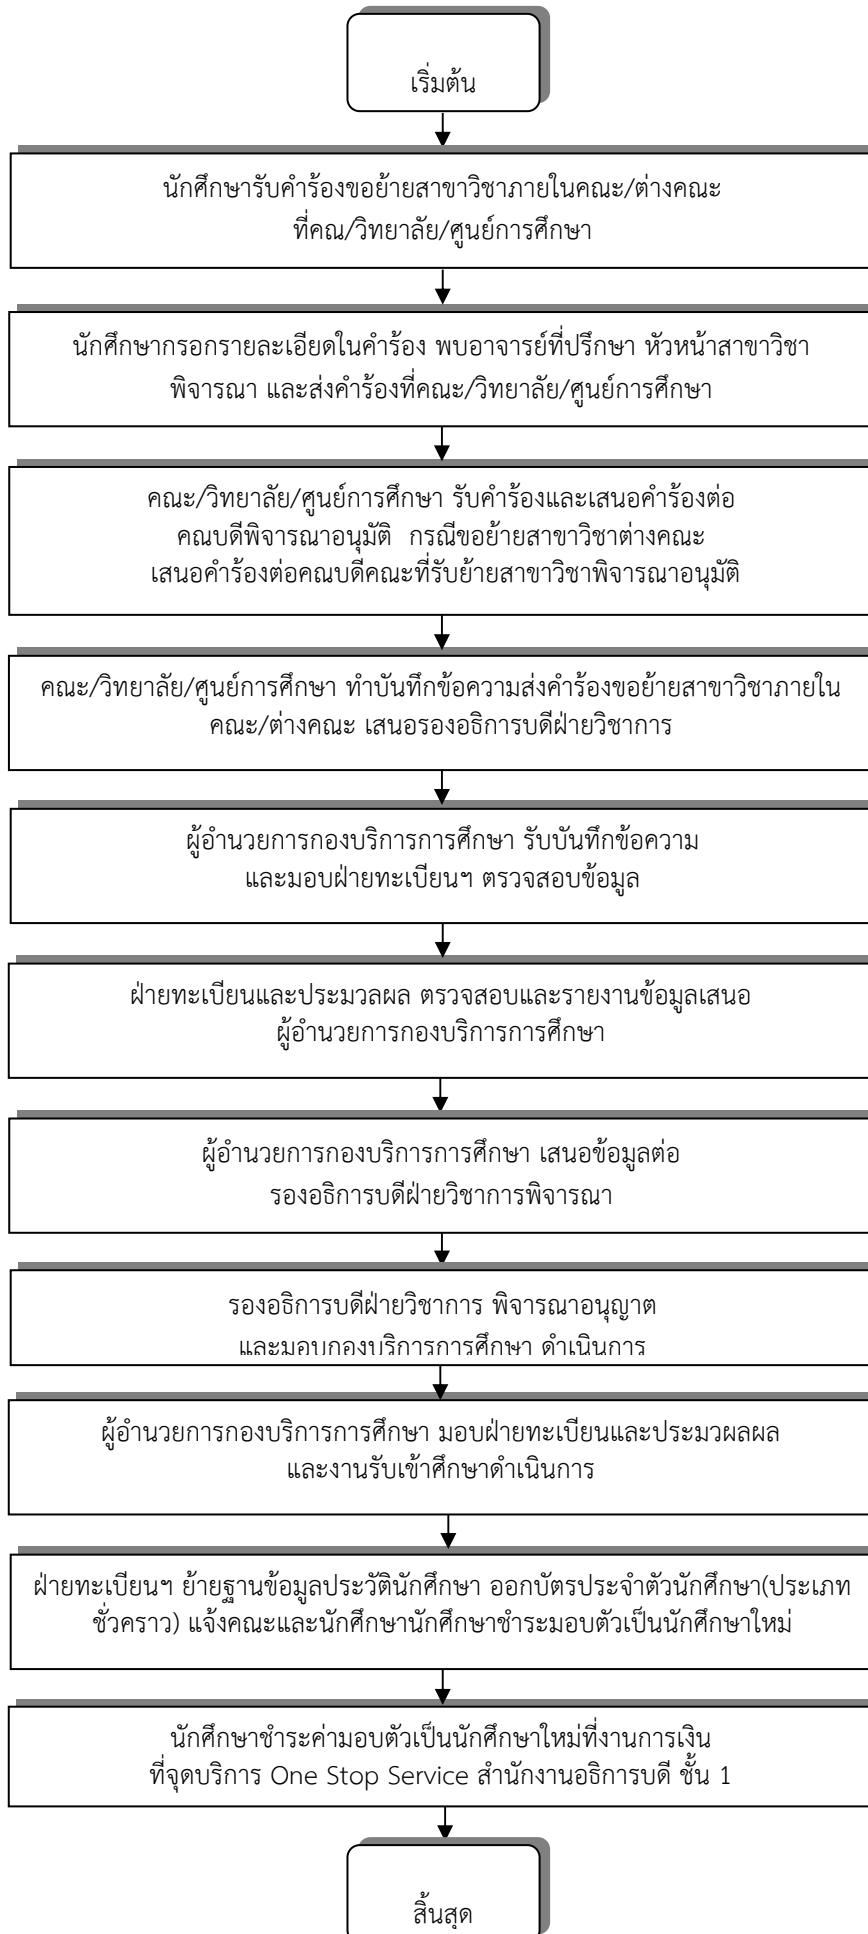 เริ่มต้น
นักศึกษารับคำร้องขอย้ายสาขาวิชาภายในคณะ/ต่างคณะ
ที่คณ/วิทยาลัย/ศูนย์การศึกษา
นักศึกษากรอกรายละเอียดในคำร้อง พบอาจารย์ที่ปรึกษา หัวหน้าสาขาวิชา
พิจารณา และส่งคำร้องที่คณะ/วิทยาลัย/ศูนย์การศึกษา
คณะ/วิทยาลัย/ศูนย์การศึกษา รับคำร้องและเสนอคำร้องต่อ
คณบดีพิจารณาอนุมัติ กรณีขอย้ายสาขาวิชาต่างคณะ
เสนอคำร้องต่อคณบดีคณะที่รับย้ายสาขาวิชาพิจารณาอนุมัติ
คณะ/วิทยาลัย/ศูนย์การศึกษา ทำบันทึกข้อความส่งคำร้องขอย้ายสาขาวิชาภายใน
คณะ/ต่างคณะ เสนอรองอธิการบดีฝ่ายวิชาการ
ผู้อำนวยการกองบริการการศึกษา รับบันทึกข้อความ
และมอบฝ่ายทะเบียนฯ ตรวจสอบข้อมูล
ฝ่ายทะเบียนและประมวลผล ตรวจสอบและรายงานข้อมูลเสนอ
ผู้อำนวยการกองบริการการศึกษา
ผู้อำนวยการกองบริการการศึกษา เสนอข้อมูลต่อ
รองอธิการบดีฝ่ายวิชาการพิจารณา
รองอธิการบดีฝ่ายวิชาการ พิจารณาอนุญาต
และมอบกองบริการการศึกษา ดำเนินการ
ผู้อำนวยการกองบริการการศึกษา มอบฝ่ายทะเบียนและประมวผลผล
และงานรับเข้าศึกษาดำเนินการ
ฝ่ายทะเบียนฯ ย้ายฐานข้อมูลประวัตินักศึกษา ออกบัตรประจำตัวนักศึกษา(ประเภท
ชั่วคราว) แจ้งคณะและนักศึกษานักศึกษาชำระมอบตัวเป็นนักศึกษาใหม่
นักศึกษาชำระค่ามอบตัวเป็นนักศึกษาใหม่ที่งานการเงิน
ที่จุดบริการ One Stop Service สำนักงานอธิการบดี ชั้น 1
สิ้นสุด